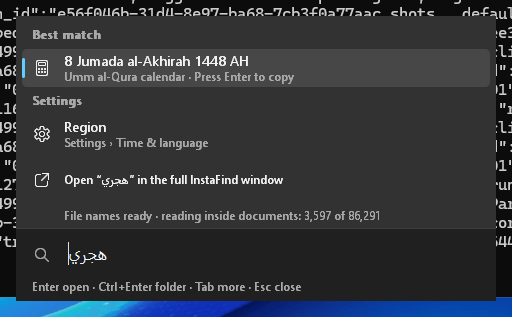 Best match
8 Jumada al-Akhirah 1448 AH
Umm al-Qura calendar · Press Enter to copy
Settings
Region
Settings › Time & language
Open “هجري” in the full InstaFind window
File names ready · reading inside documents: 3,597 of 86,291
هجري
Enter open · Ctrl+Enter folder · Tab more · Esc close